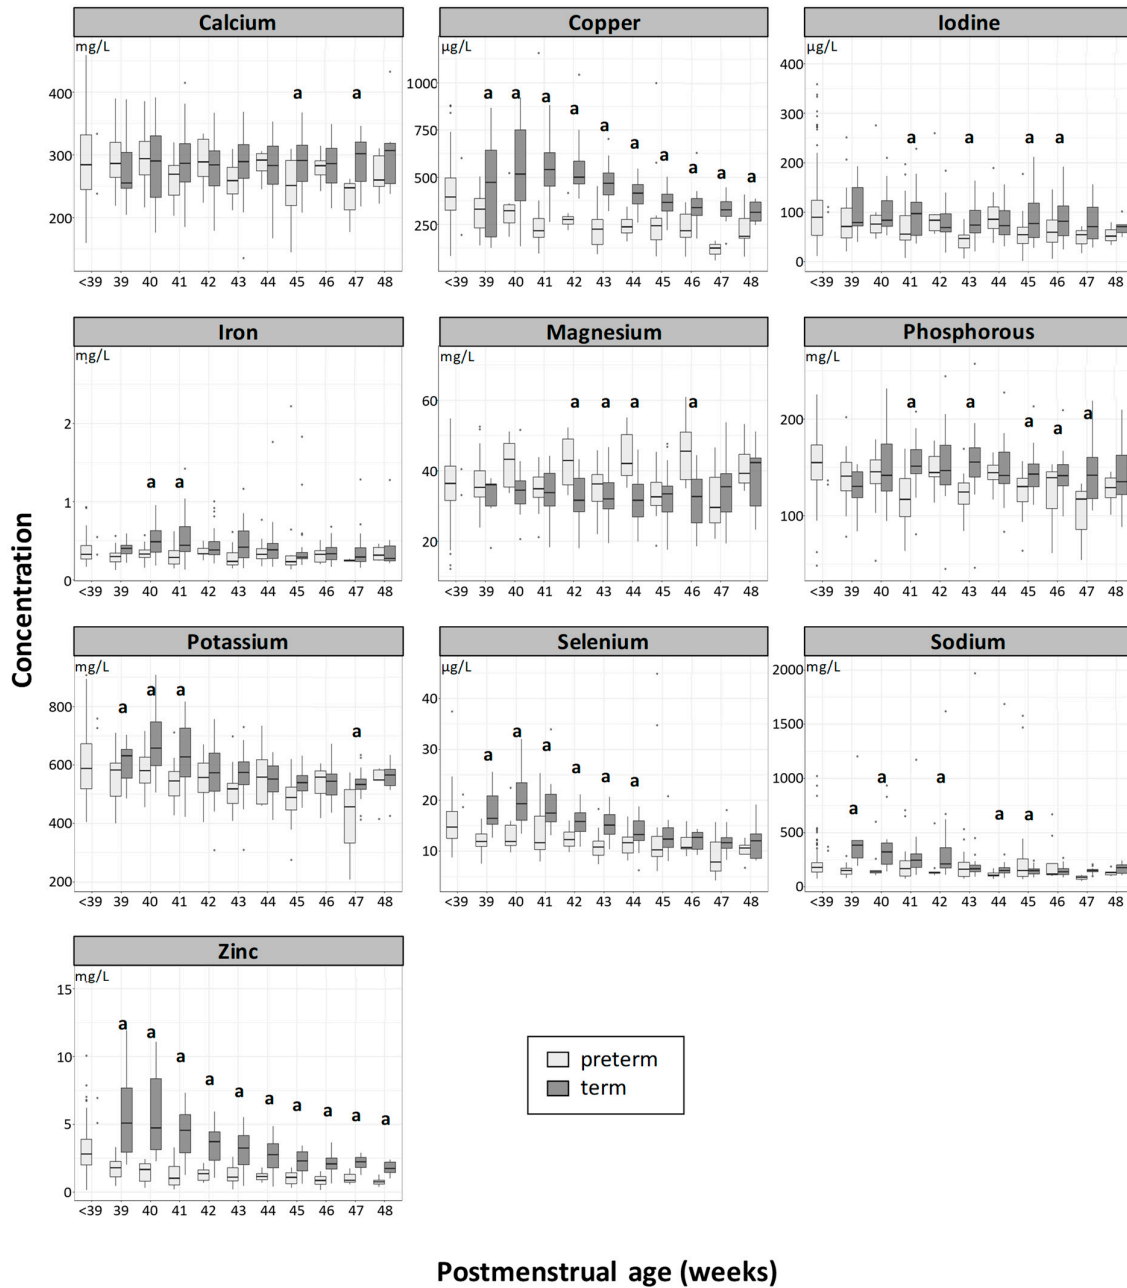 Calcium
mg/L
400
300
200
a a
<39 39 40 41 42 43 44 45 46 47 48
Copper
µg/L
1000
750
500
250
a a a a a a a a a a
<39 39 40 41 42 43 44 45 46 47 48
Iodine
µg/L
400
300
200
100
0
a a a a
<39 39 40 41 42 43 44 45 46 47 48
Iron
mg/L
2
1
0
a a
<39 39 40 41 42 43 44 45 46 47 48
Magnesium
mg/L
60
40
20
a a a a
<39 39 40 41 42 43 44 45 46 47 48
Phosphorous
mg/L
200
100
a a a a a
<39 39 40 41 42 43 44 45 46 47 48
Concentration
Potassium
mg/L
800
600
400
200
a a a a
<39 39 40 41 42 43 44 45 46 47 48
Selenium
µg/L
40
30
20
10
a a a a a a
<39 39 40 41 42 43 44 45 46 47 48
Sodium
mg/L
2000
1500
1000
500
0
a a a a a
<39 39 40 41 42 43 44 45 46 47 48
Zinc
mg/L
15
10
5
0
a a a a a a a a a a
<39 39 40 41 42 43 44 45 46 47 48
preterm
term
Postmenstrual age (weeks)